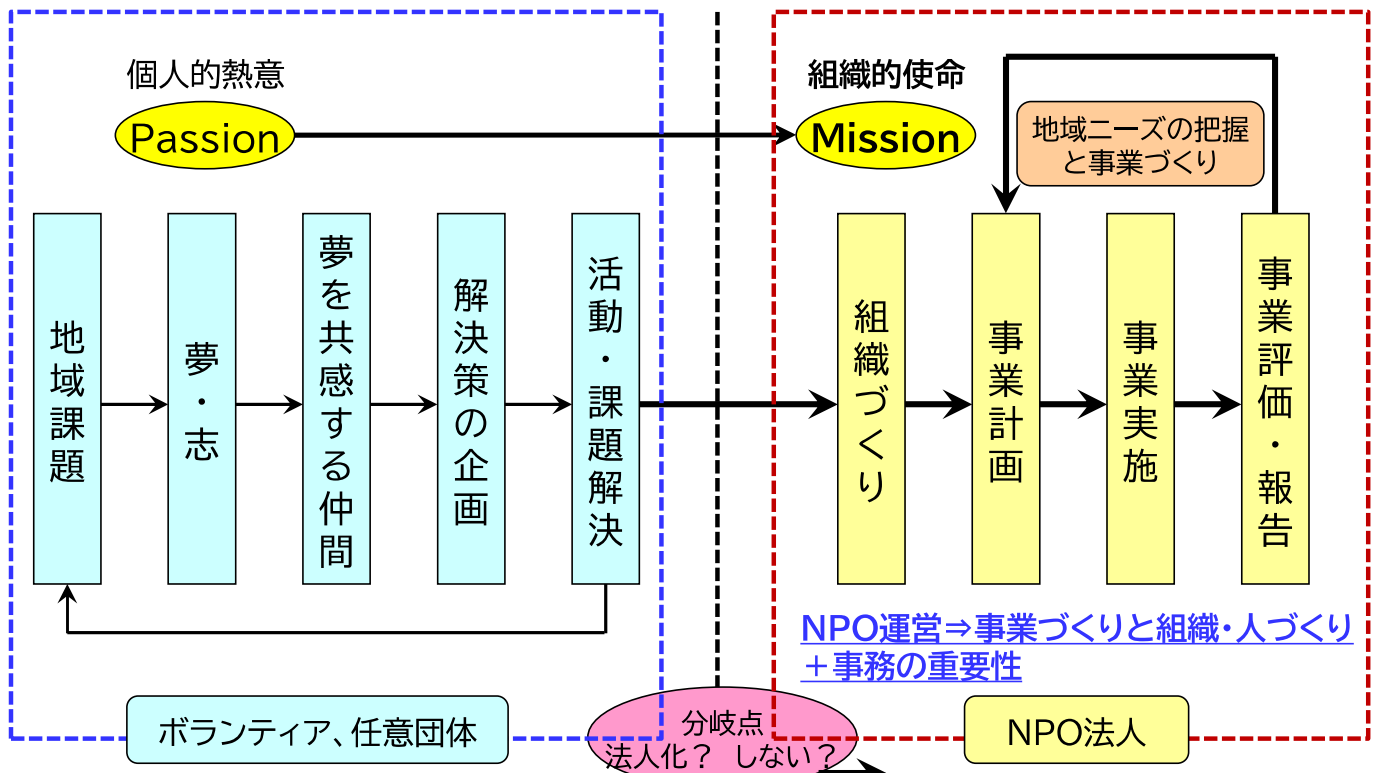 個人的熱意
Passion
組織的使命
Mission
地域ニーズの把握
と事業づくり
地域課題
夢・志
夢を共感する仲間
解決策の企画
活動・課題解決
組織づくり
事業計画
事業実施
事業評価・報告
NPO運営⇒事業づくりと組織・人づくり
＋事務の重要性
ボランティア、任意団体
分岐点
法人化？　しない？
NPO法人